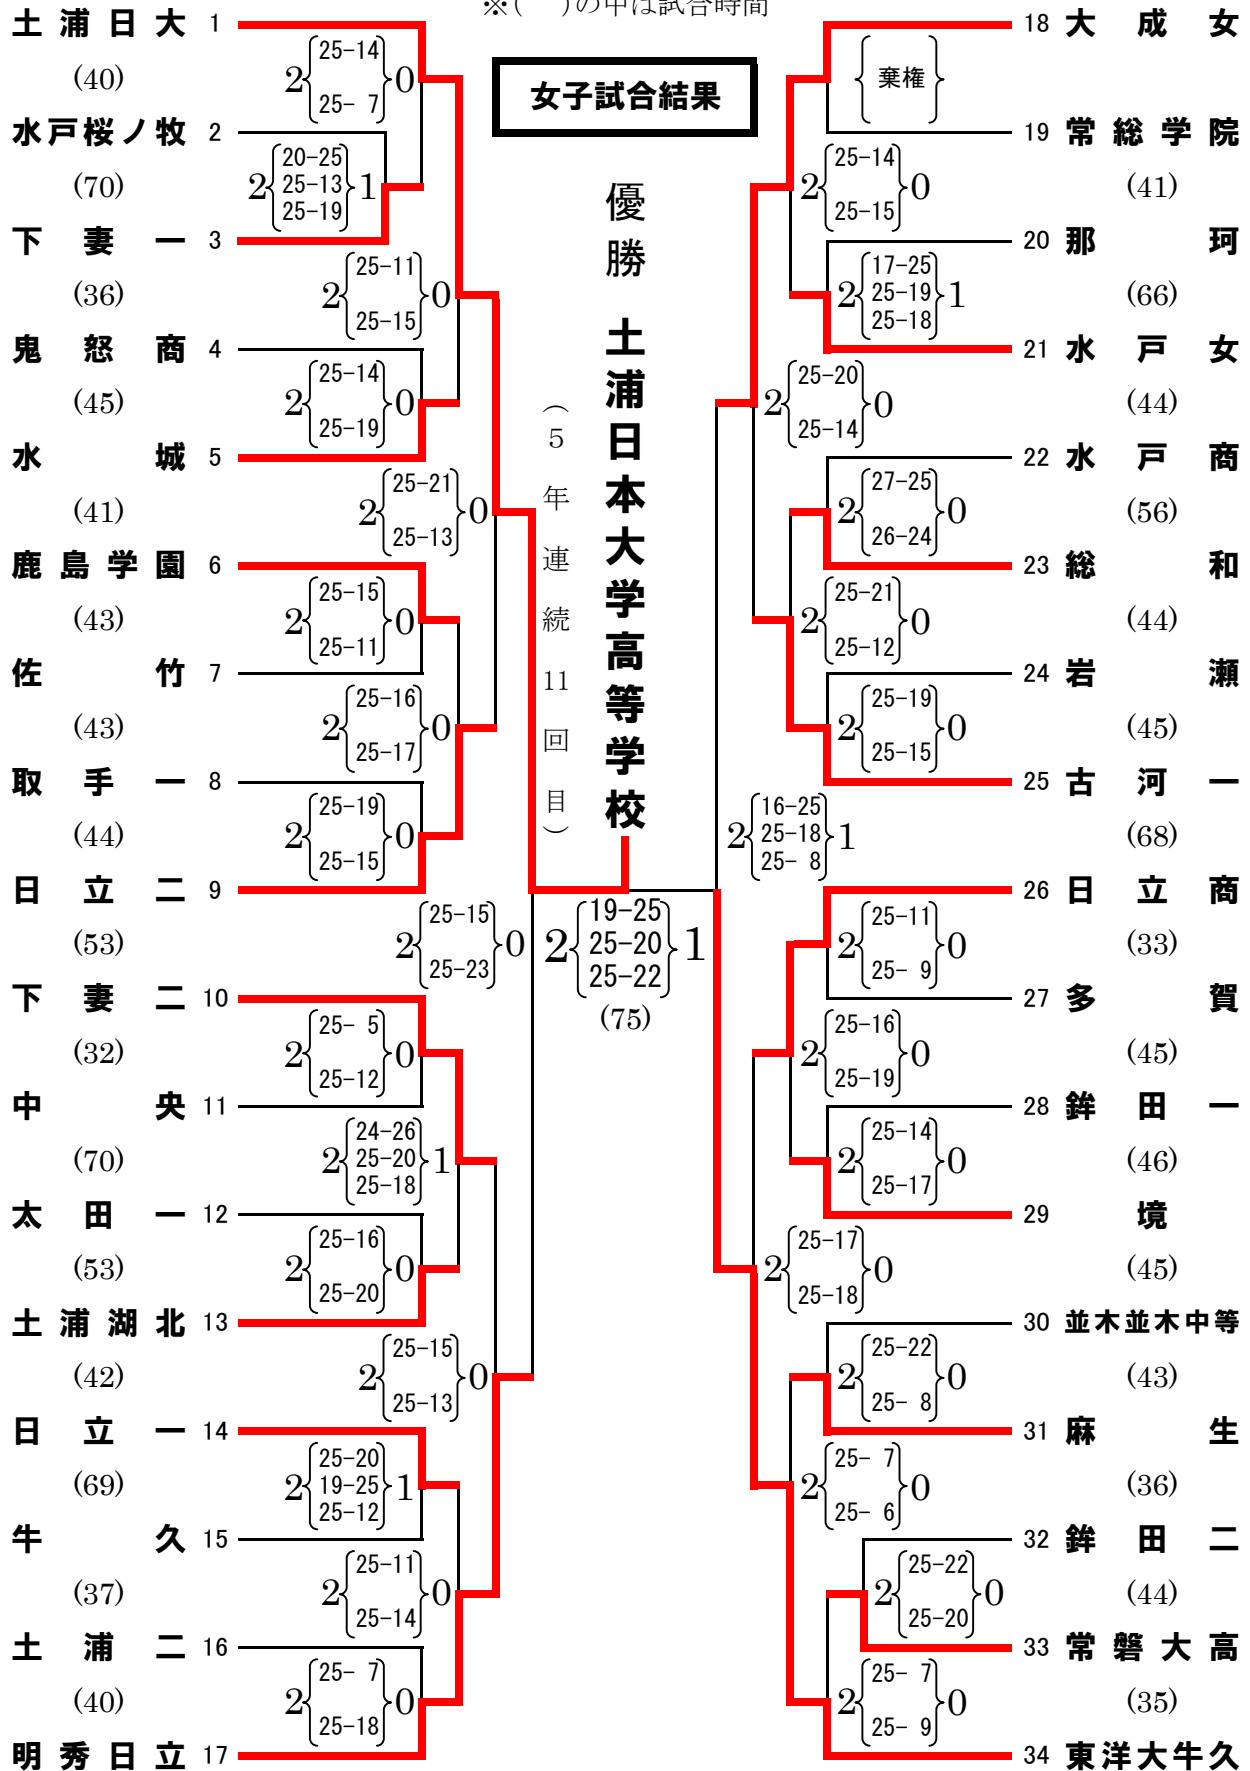 ※(　)の中は試合時間
女子試合結果
優勝 土浦日本大学高等学校
（5年連続11回目）
土浦日大 1
25-14
2 0
25- 7
(40)
水戸桜ノ牧 2
20-25
2 25-13 1
25-19
(70)
下妻一 3
25-11
2 0
25-15
(36)
鬼怒商 4
25-14
2 0
25-19
(45)
水城 5
25-21
2 0
25-13
(41)
鹿島学園 6
25-15
2 0
25-11
(43)
佐竹 7
25-16
2 0
25-17
(43)
取手一 8
25-19
2 0
25-15
(44)
日立二 9
25-15
2 0
25-23
(53)
下妻二 10
25- 5
2 0
25-12
(32)
中央 11
24-26
2 25-20 1
25-18
(70)
太田一 12
25-16
2 0
25-20
(53)
土浦湖北 13
25-15
2 0
25-13
(42)
日立一 14
25-20
2 19-25 1
25-12
(69)
牛久 15
25-11
2 0
25-14
(37)
土浦二 16
25- 7
2 0
25-18
(40)
明秀日立 17
19-25
2 25-20 1
25-22
(75)
18 大成女
棄権
19 常総学院
25-14
2 0
25-15
(41)
20 那珂
17-25
2 25-19 1
25-18
(66)
21 水戸女
25-20
2 0
25-14
(44)
22 水戸商
27-25
2 0
26-24
(56)
23 総和
25-21
2 0
25-12
(44)
24 岩瀬
25-19
2 0
25-15
(45)
25 古河一
16-25
2 25-18 1
25- 8
(68)
26 日立商
25-11
2 0
25- 9
(33)
27 多賀
25-16
2 0
25-19
(45)
28 鉾田一
25-14
2 0
25-17
(46)
29 境
25-17
2 0
25-18
(45)
30 並木並木中等
25-22
2 0
25- 8
(43)
31 麻生
25- 7
2 0
25- 6
(36)
32 鉾田二
25-22
2 0
25-20
(44)
33 常磐大高
25- 7
2 0
25- 9
(35)
34 東洋大牛久